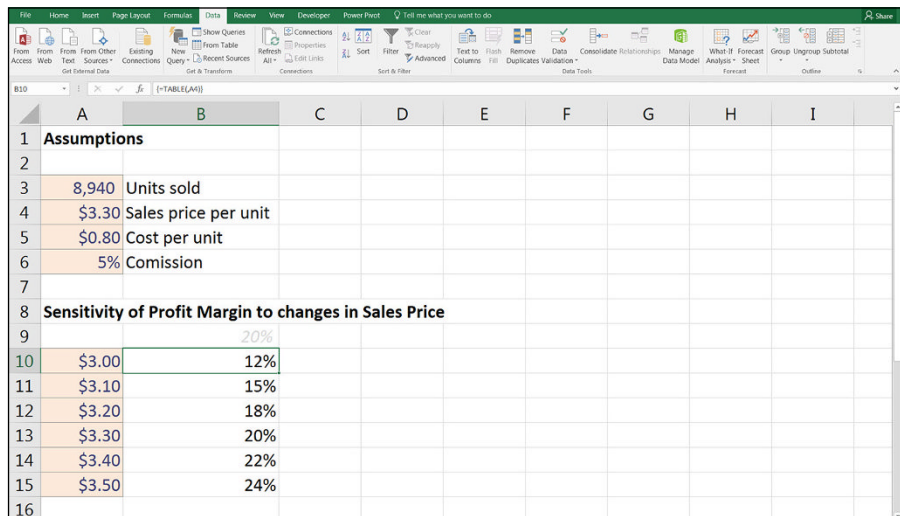 File Home Insert Page Layout Formulas Data Review View Developer Power Pivot Tell me what you want to do Share
From Access
From Web
From Text
From Other Sources
Existing Connections
New Query
Show Queries
From Table
Recent Sources
Refresh All
Connections
Properties
Edit Links
Sort
Filter
Clear
Reapply
Advanced
Text to Columns
Flash Fill
Remove Duplicates
Data Validation
Consolidate
Relationships
Manage Data Model
What-If Analysis
Forecast Sheet
Group
Ungroup
Subtotal
Get External Data Get & Transform Connections Sort & Filter Data Tools Forecast Outline
B10 fx {=TABLE(,A4)}
A B C D E F G H I
1 Assumptions
2
3 8,940 Units sold
4 $3.30 Sales price per unit
5 $0.80 Cost per unit
6 5% Comission
7
8 Sensitivity of Profit Margin to changes in Sales Price
9 20%
10 $3.00 12%
11 $3.10 15%
12 $3.20 18%
13 $3.30 20%
14 $3.40 22%
15 $3.50 24%
16